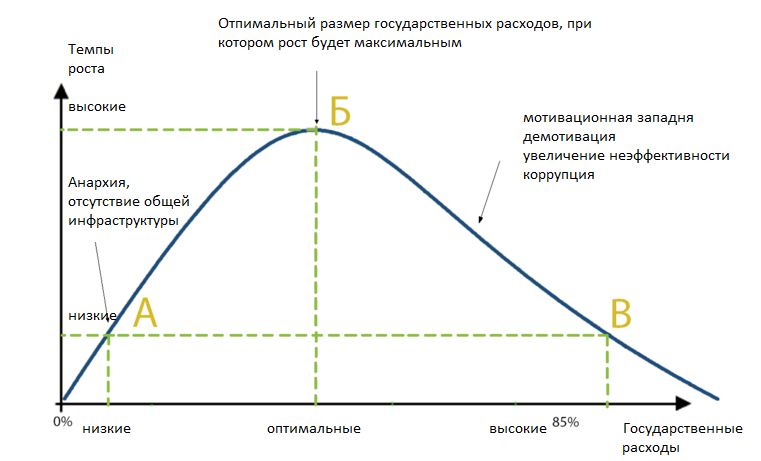 Отпимальный размер государственных расходов, при
котором рост будет максимальным
Темпы
роста
высокие
Б
мотивационная западня
демотивация
увеличение неэффективности
коррупция
Анархия,
отсутствие общей
инфраструктуры
низкие
А
В
0%
низкие
оптимальные
высокие
85%
Государственные
расходы